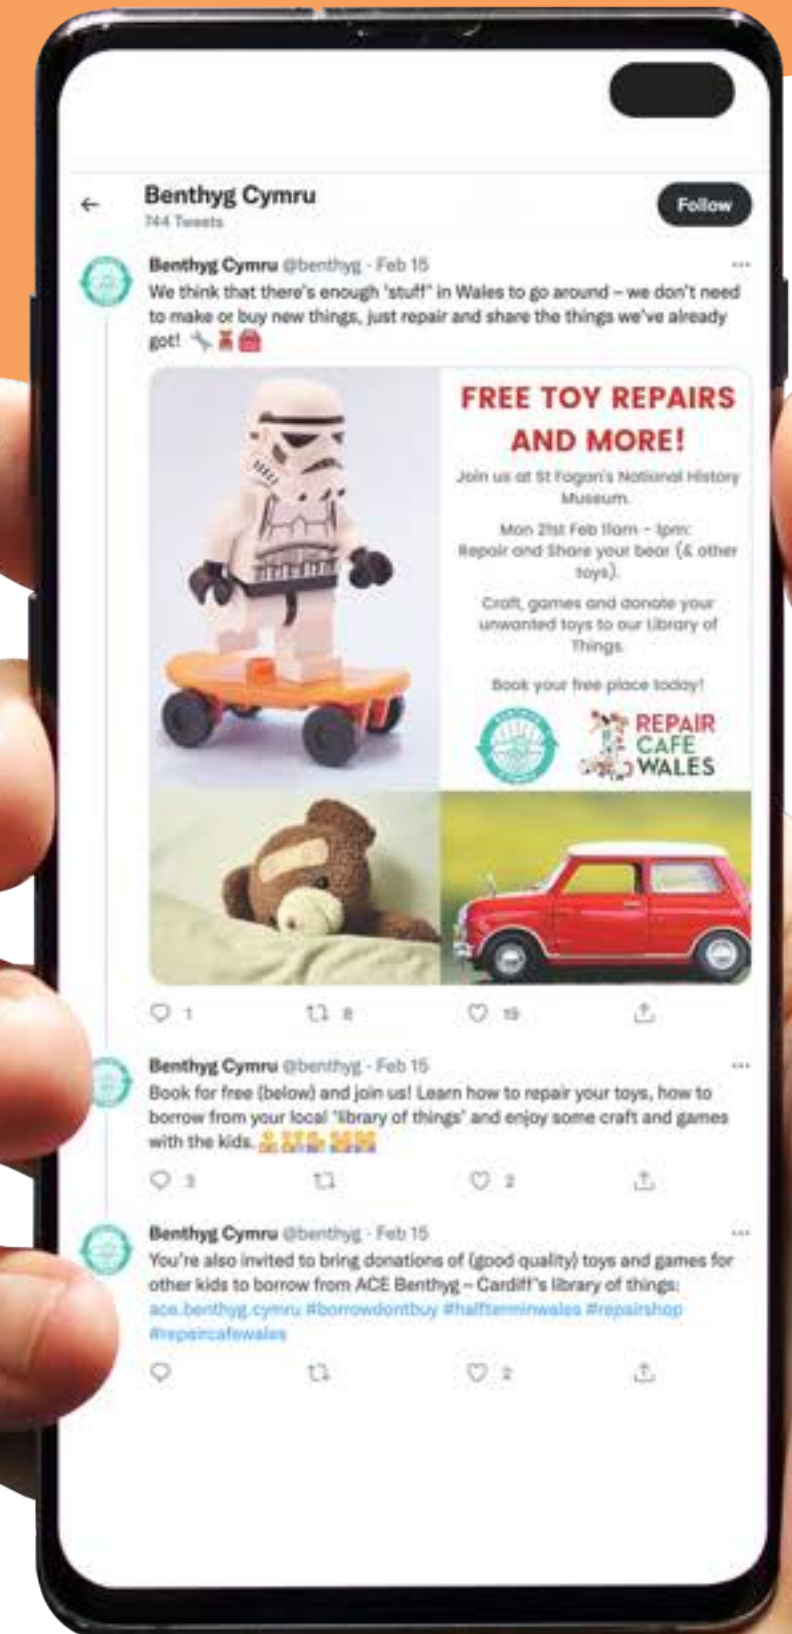 Benthyg Cymru
744 Tweets
Follow
Benthyg Cymru @benthyg · Feb 15
We think that there's enough 'stuff' in Wales to go around – we don't need
to make or buy new things, just repair and share the things we've already
got!
FREE TOY REPAIRS
AND MORE!
Join us at St Fagan's National History
Museum.
Mon 21st Feb 11am - 1pm:
Repair and Share your bear (& other
toys).
Craft, games and donate your
unwanted toys to our Library of
Things.
Book your free place today!
REPAIR
CAFE
WALES
1 8 19
Benthyg Cymru @benthyg · Feb 15
Book for free (below) and join us! Learn how to repair your toys, how to
borrow from your local 'library of things' and enjoy some craft and games
with the kids.
3 2
Benthyg Cymru @benthyg · Feb 15
You're also invited to bring donations of (good quality) toys and games for
other kids to borrow from ACE Benthyg – Cardiff's library of things:
ace.benthyg.cymru #borrowdontbuy #halfterminwales #repairshop
#repaircafewales
2